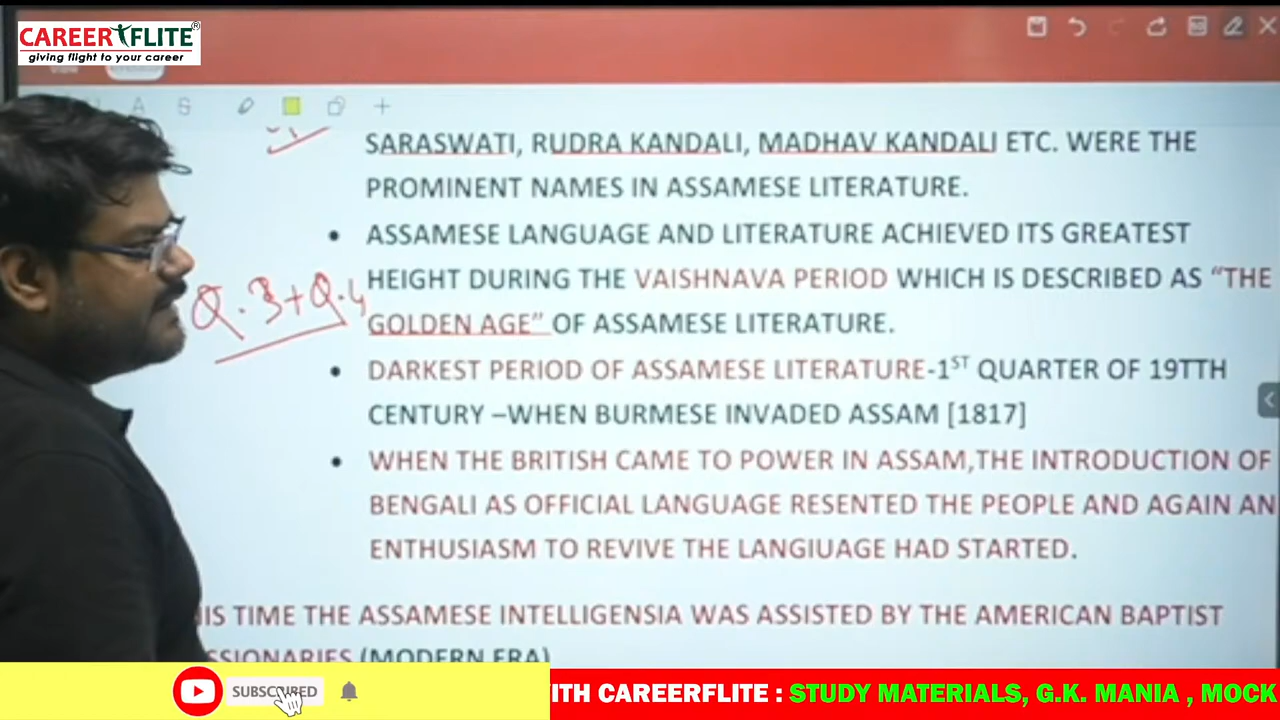 CAREER FLITE®
giving flight to your career
SARASWATI, RUDRA KANDALI, MADHAV KANDALI ETC. WERE THE
PROMINENT NAMES IN ASSAMESE LITERATURE.
• ASSAMESE LANGUAGE AND LITERATURE ACHIEVED ITS GREATEST
HEIGHT DURING THE VAISHNAVA PERIOD WHICH IS DESCRIBED AS “THE
GOLDEN AGE” OF ASSAMESE LITERATURE.
Q.3+Q.4
• DARKEST PERIOD OF ASSAMESE LITERATURE-1ST QUARTER OF 19TTH
CENTURY –WHEN BURMESE INVADED ASSAM [1817]
• WHEN THE BRITISH CAME TO POWER IN ASSAM,THE INTRODUCTION OF
BENGALI AS OFFICIAL LANGUAGE RESENTED THE PEOPLE AND AGAIN AN
ENTHUSIASM TO REVIVE THE LANGIUAGE HAD STARTED.
HIS TIME THE ASSAMESE INTELLIGENSIA WAS ASSISTED BY THE AMERICAN BAPTIST
SSIONARIES (MODERN ERA)
SUBSCRIBED
WITH CAREERFLITE : STUDY MATERIALS, G.K. MANIA , MOCK